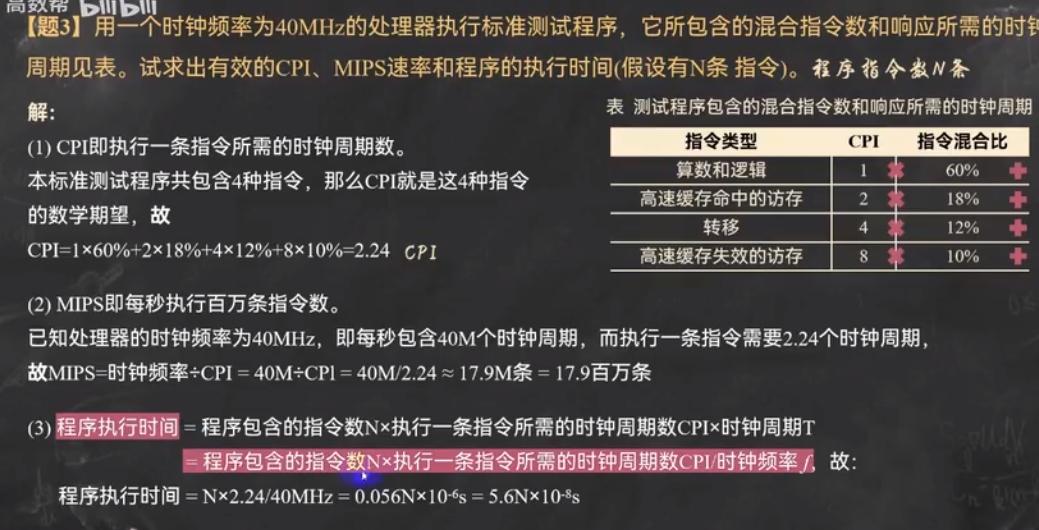 高数帮 bilibili
【题3】用一个时钟频率为40MHz的处理器执行标准测试程序，它所包含的混合指令数和响应所需的时钟
周期见表。试求出有效的CPI、MIPS速率和程序的执行时间(假设有N条 指令)。程序指令数N条
解:
(1) CPI即执行一条指令所需的时钟周期数。
本标准测试程序共包含4种指令，那么CPI就是这4种指令
的数学期望，故
CPI=1×60%+2×18%+4×12%+8×10%=2.24 CPI
表 测试程序包含的混合指令数和响应所需的时钟周期
指令类型 CPI 指令混合比
算数和逻辑 1 ✖ 60% ✚
高速缓存命中的访存 2 ✖ 18% ✚
转移 4 ✖ 12% ✚
高速缓存失效的访存 8 ✖ 10% ✚
(2) MIPS即每秒执行百万条指令数。
已知处理器的时钟频率为40MHz，即每秒包含40M个时钟周期，而执行一条指令需要2.24个时钟周期，
故MIPS=时钟频率÷CPI = 40M÷CPl = 40M/2.24 ≈ 17.9M条 = 17.9百万条
(3) 程序执行时间 = 程序包含的指令数N×执行一条指令所需的时钟周期数CPI×时钟周期T
= 程序包含的指令数N×执行一条指令所需的时钟周期数CPI/时钟频率 f，故：
程序执行时间 = N×2.24/40MHz = 0.056N×10⁻⁶s = 5.6N×10⁻⁸s